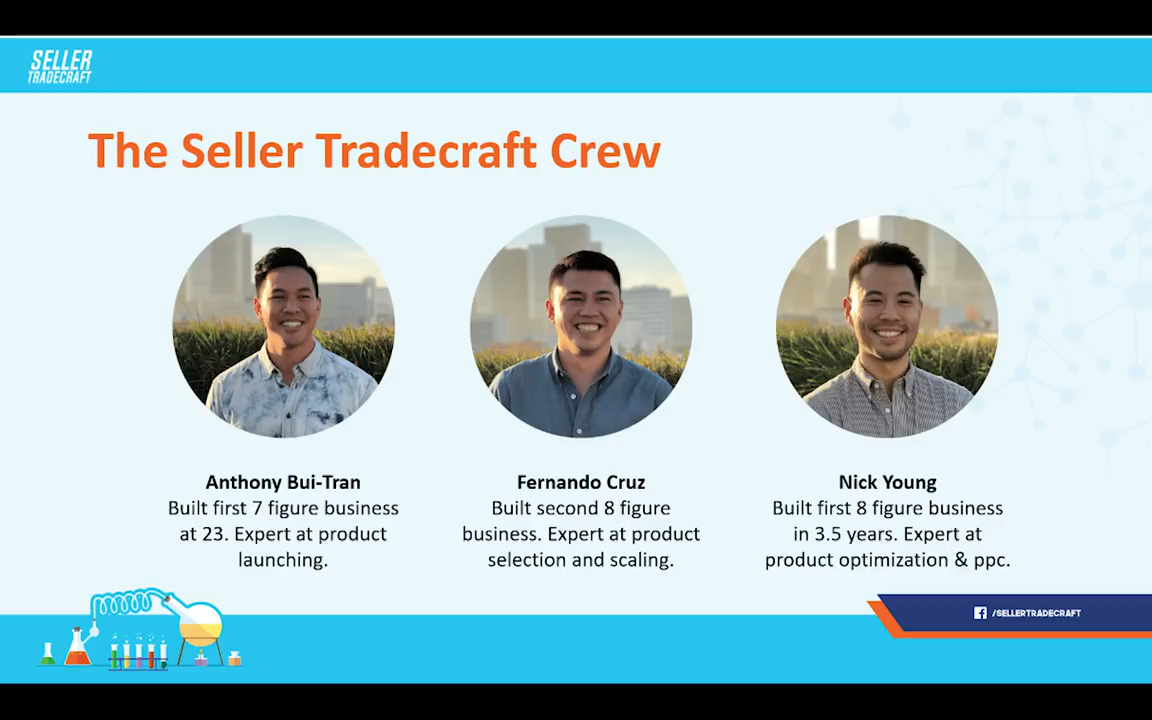 SELLER
TRADECRAFT
The Seller Tradecraft Crew
Anthony Bui-Tran
Built first 7 figure business
at 23. Expert at product
launching.
Fernando Cruz
Built second 8 figure
business. Expert at product
selection and scaling.
Nick Young
Built first 8 figure business
in 3.5 years. Expert at
product optimization & ppc.
/SELLERTRADECRAFT